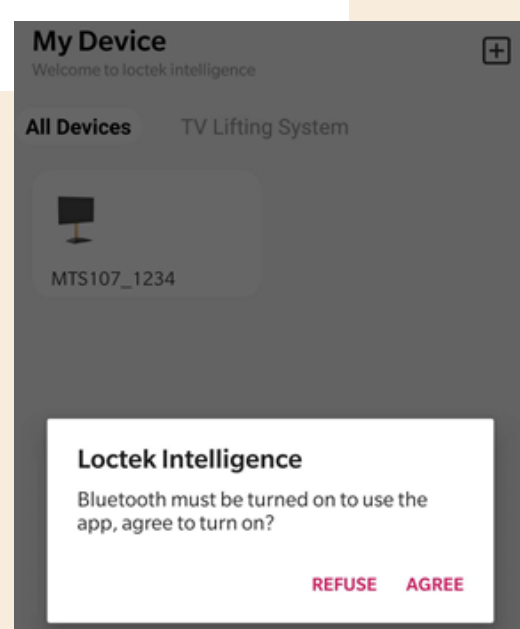 My Device
Welcome to loctek intelligence
All Devices TV Lifting System
MTS107_1234
Loctek Intelligence
Bluetooth must be turned on to use the
app, agree to turn on?
REFUSE AGREE